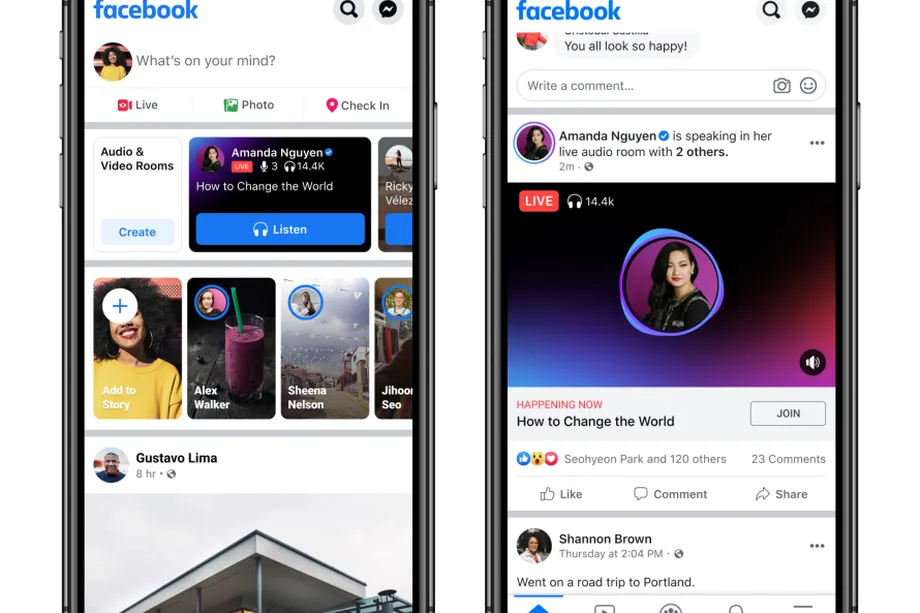 facebook
What's on your mind?
Live
Photo
Check In
Audio &
Video Rooms
Create
Amanda Nguyen
LIVE 3 14.4K
How to Change the World
Listen
Ricky
Vélez
Add to
Story
Alex
Walker
Sheena
Nelson
Jihoon
Seo
Gustavo Lima
8 hr ·
facebook
Cristobal Castilla
You all look so happy!
Write a comment...
Amanda Nguyen is speaking in her
live audio room with 2 others.
2m ·
LIVE 14.4k
HAPPENING NOW
How to Change the World
JOIN
Seohyeon Park and 120 others
23 Comments
Like
Comment
Share
Shannon Brown
Thursday at 2:04 PM ·
Went on a road trip to Portland.